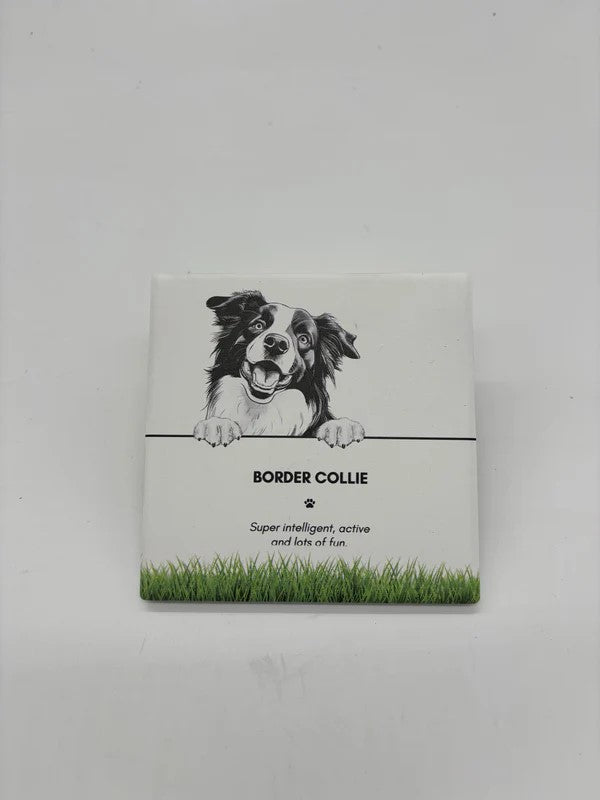 BORDER COLLIE
Super intelligent, active
and lots of fun.